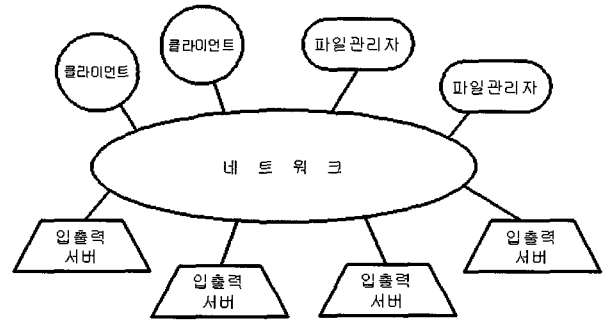 클라이언트
클라이언트
파일관리자
파일관리자
네 트 워 크
입출력
서버
입출력
서버
입출력
서버
입출력
서버